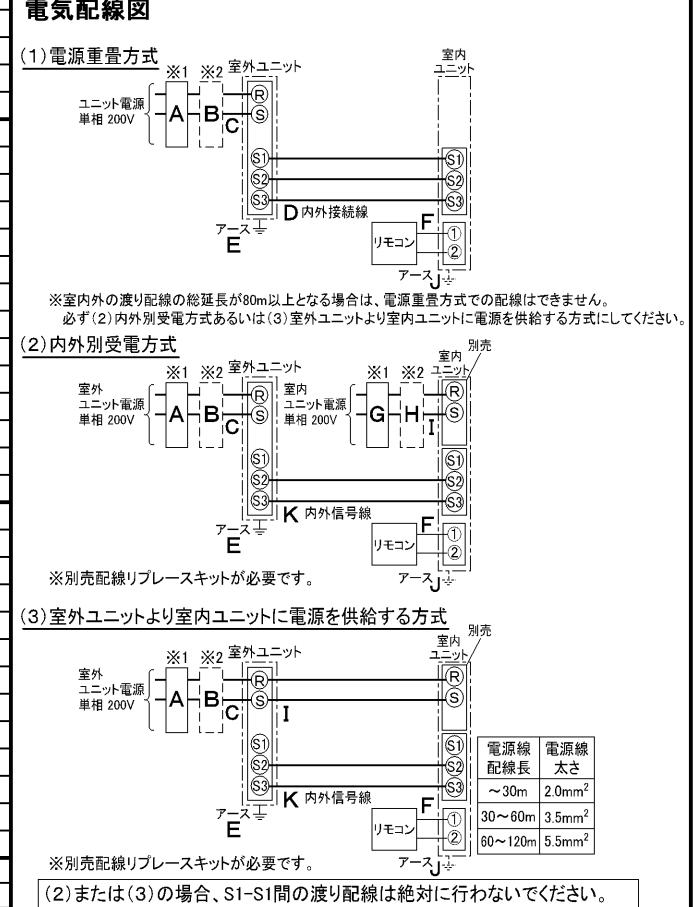 電気配線図
(1)電源重畳方式
※1 ※2 室外ユニット
室内
ユニット
ユニット電源
単相 200V
A B C
R
S
S1
S2
S3
S1
S2
S3
D 内外接続線
アース
E
F
リモコン
①
②
アース J
※室内外の渡り配線の総延長が80m以上となる場合は、電源重畳方式での配線はできません。
必ず(2)内外別受電方式あるいは(3)室外ユニットより室内ユニットに電源を供給する方式にしてください。
(2)内外別受電方式
別売
※1 ※2 室外ユニット
※1 ※2
室内
ユニット
室外
ユニット電源
単相 200V
A B C
R
S
室内
ユニット電源
単相 200V
G H I
R
S
S1
S2
S3
S1
S2
S3
K 内外信号線
アース
E
F
リモコン
①
②
アース J
※別売配線リプレースキットが必要です。
(3)室外ユニットより室内ユニットに電源を供給する方式
別売
※1 ※2 室外ユニット
室内
ユニット
室外
ユニット電源
単相 200V
A B C
R
S
I
R
S
S1
S2
S3
S1
S2
S3
K 内外信号線
アース
E
F
リモコン
①
②
アース J
電源線配線長 電源線太さ
～30m 2.0mm²
30～60m 3.5mm²
60～120m 5.5mm²
※別売配線リプレースキットが必要です。
(2)または(3)の場合、S1-S1間の渡り配線は絶対に行わないでください。